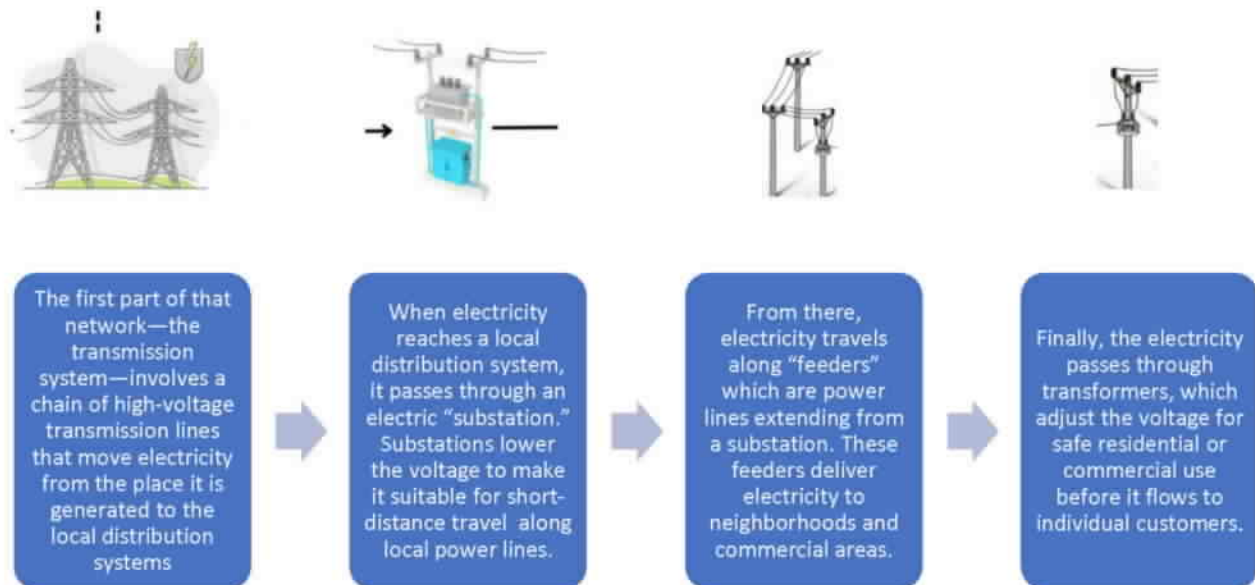 The first part of that
network—the
transmission
system—involves a
chain of high-voltage
transmission lines
that move electricity
from the place it is
generated to the
local distribution
systems
When electricity
reaches a local
distribution system,
it passes through an
electric “substation.”
Substations lower
the voltage to make
it suitable for short-
distance travel along
local power lines.
From there,
electricity travels
along “feeders”
which are power
lines extending from
a substation. These
feeders deliver
electricity to
neighborhoods and
commercial areas.
Finally, the electricity
passes through
transformers, which
adjust the voltage for
safe residential or
commercial use
before it flows to
individual customers.